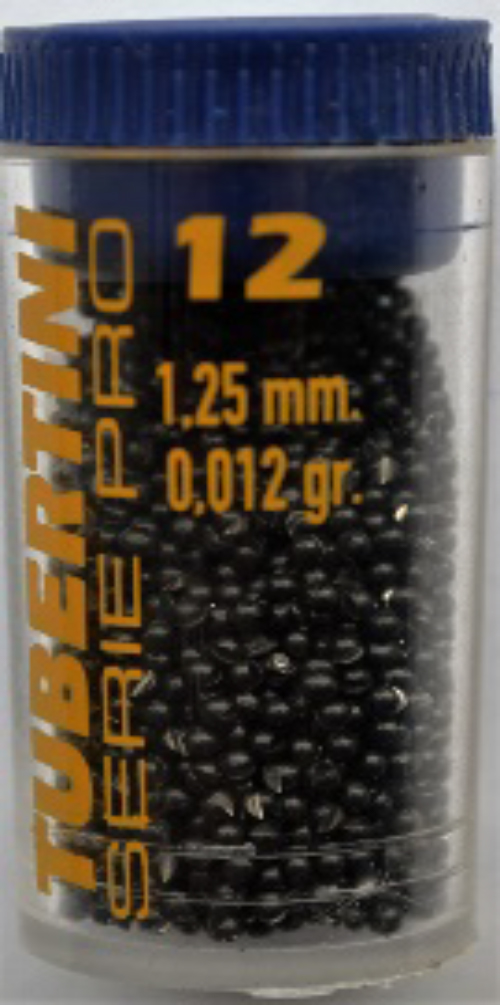 TUBERTINI
SERIE PRO
12
1,25 mm.
0,012 gr.